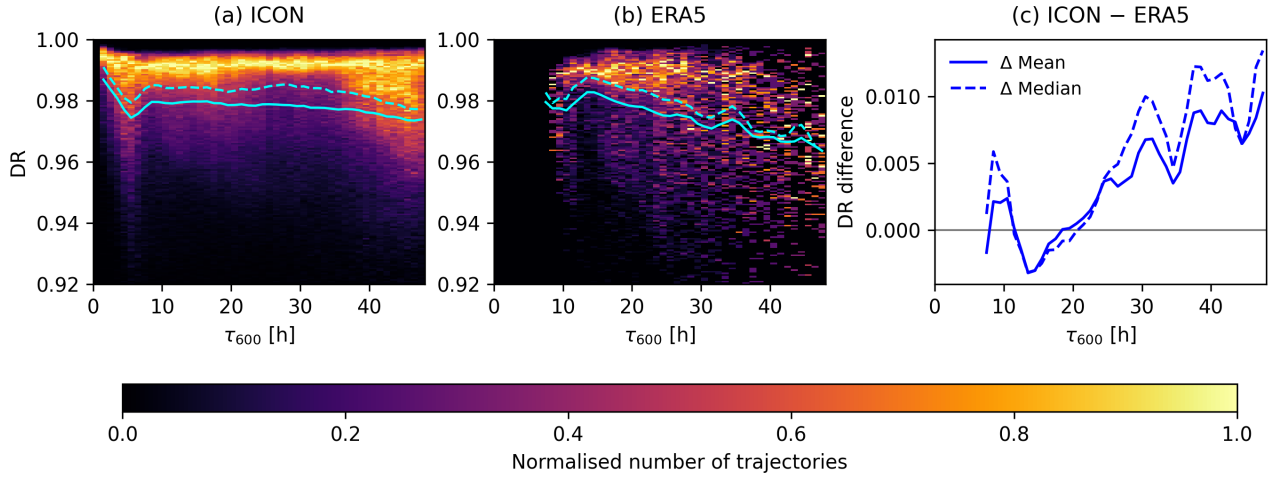 (a) ICON
(b) ERA5
(c) ICON − ERA5
1.00
0.98
0.96
0.94
0.92
DR
0 10 20 30 40
τ600 [h]
1.00
0.98
0.96
0.94
0.92
0 10 20 30 40
τ600 [h]
Δ Mean
Δ Median
0.010
0.005
0.000
DR difference
0 10 20 30 40
τ600 [h]
0.0 0.2 0.4 0.6 0.8 1.0
Normalised number of trajectories